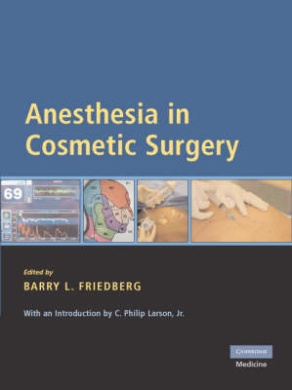 Anesthesia in
Cosmetic Surgery
69
Edited by
BARRY L. FRIEDBERG
With an Introduction by C. Philip Larson, Jr.
CAMBRIDGE
Medicine